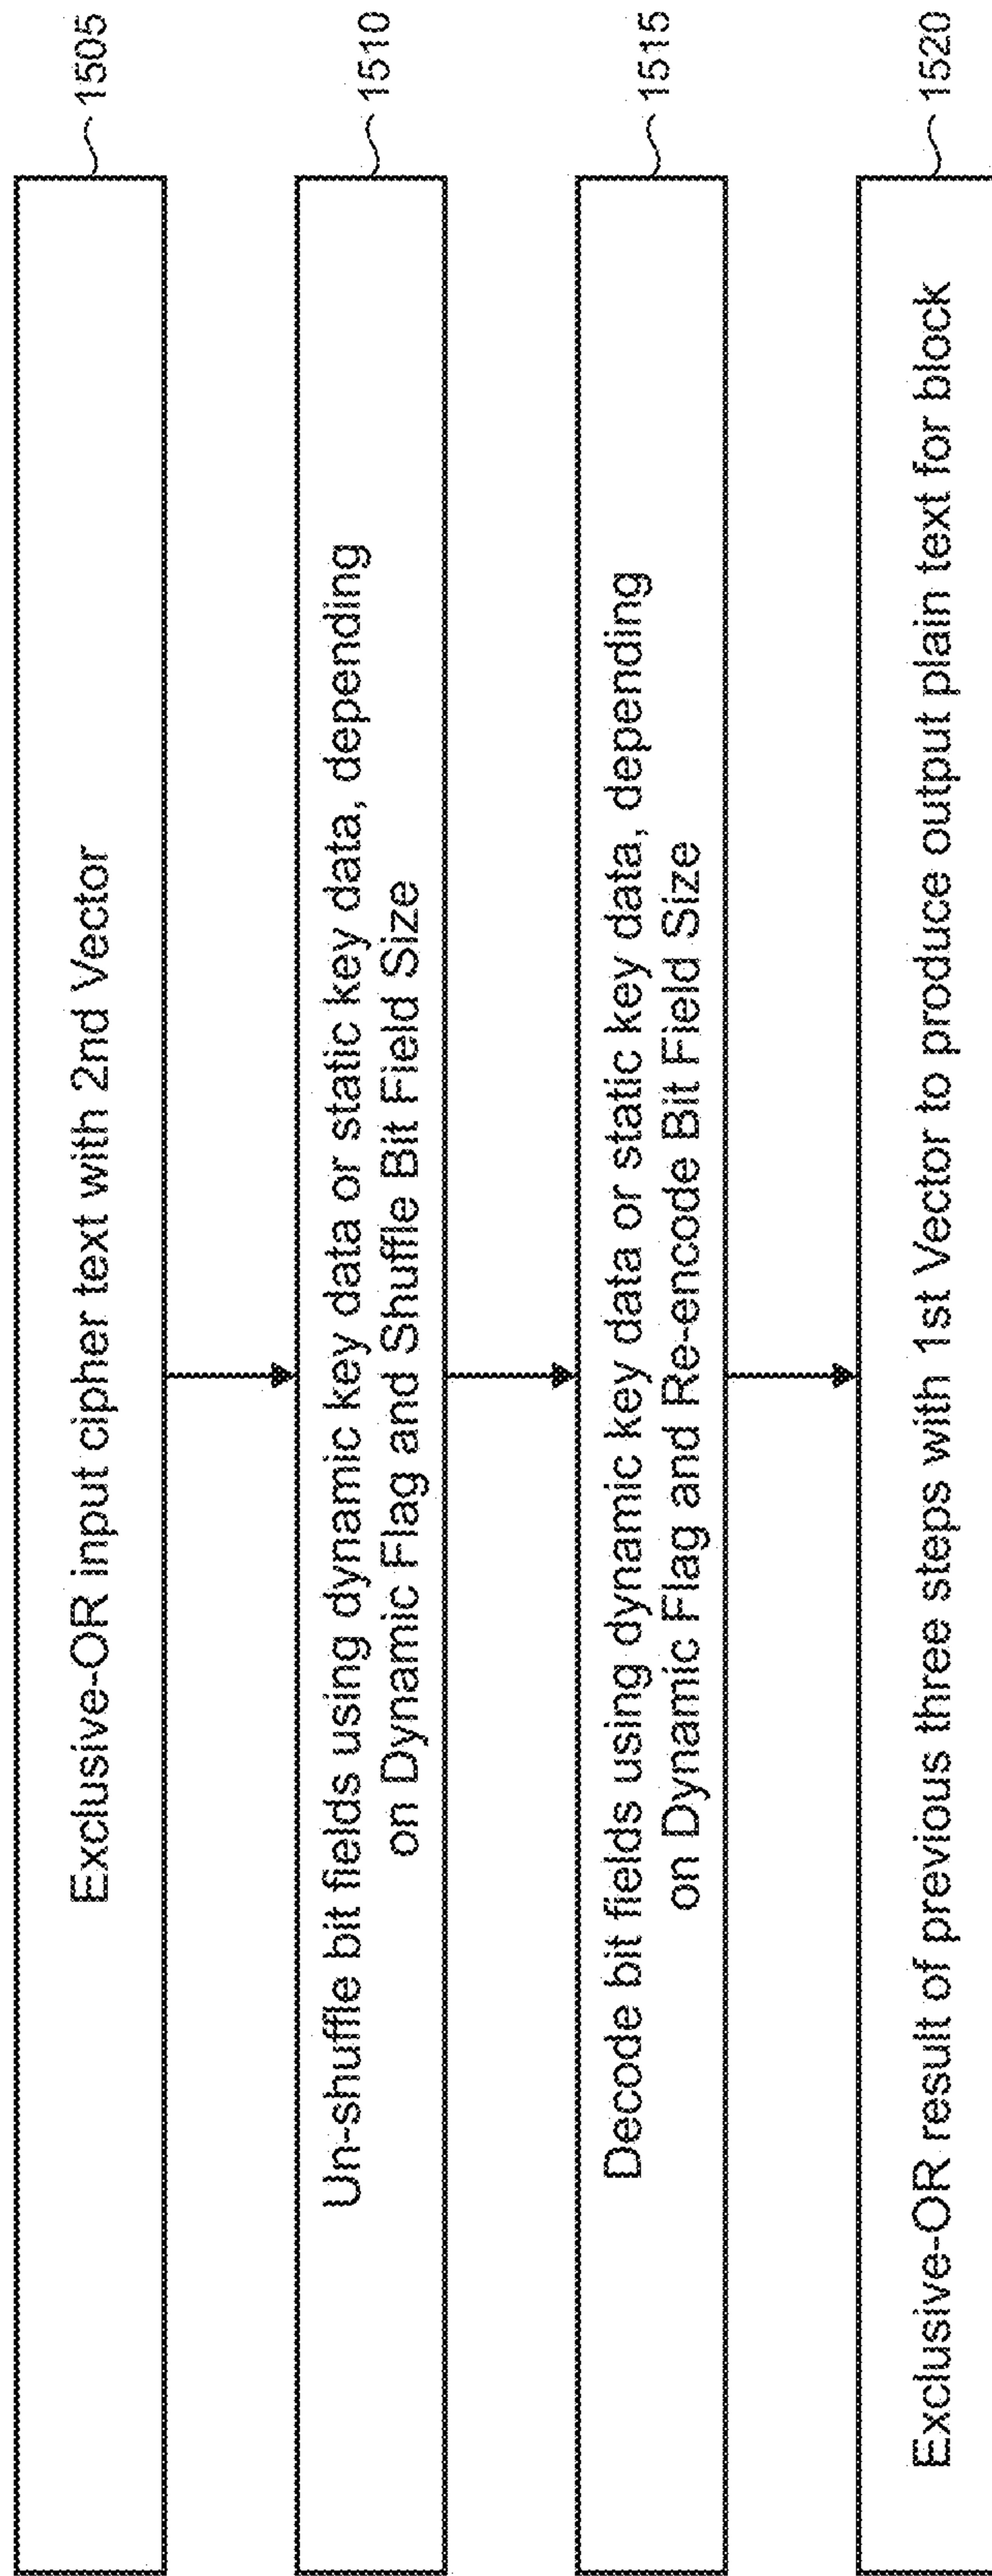 Exclusive-OR input cipher text with 2nd Vector
1505
Un-shuffle bit fields using dynamic key data or static key data, depending
on Dynamic Flag and Shuffle Bit Field Size
1510
Decode bit fields using dynamic key data or static key data, depending
on Dynamic Flag and Re-encode Bit Field Size
1515
Exclusive-OR result of previous three steps with 1st Vector to produce output plain text for block
1520